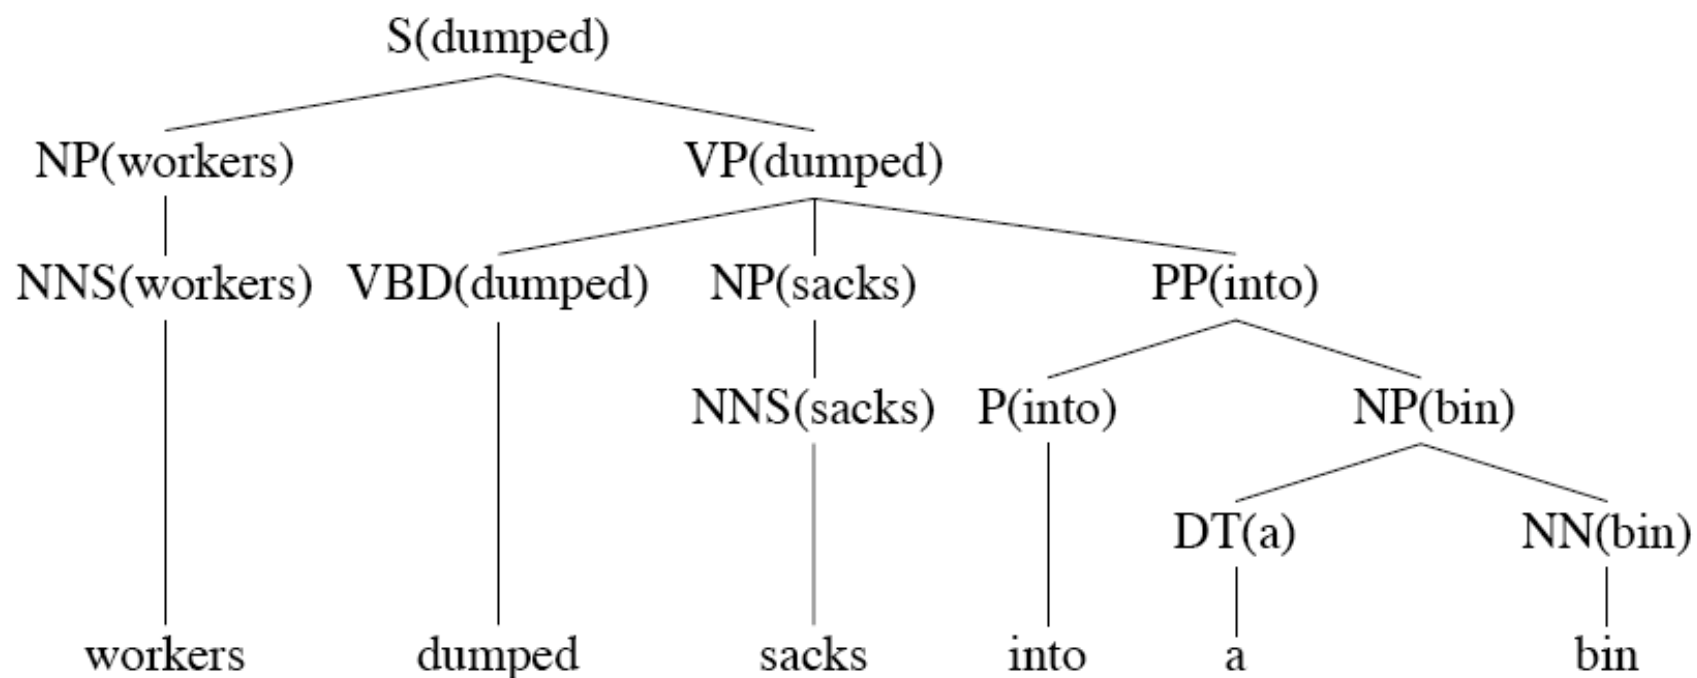 S(dumped)
NP(workers) VP(dumped)
NNS(workers) VBD(dumped) NP(sacks) PP(into)
NNS(sacks) P(into) NP(bin)
DT(a) NN(bin)
workers dumped sacks into a bin